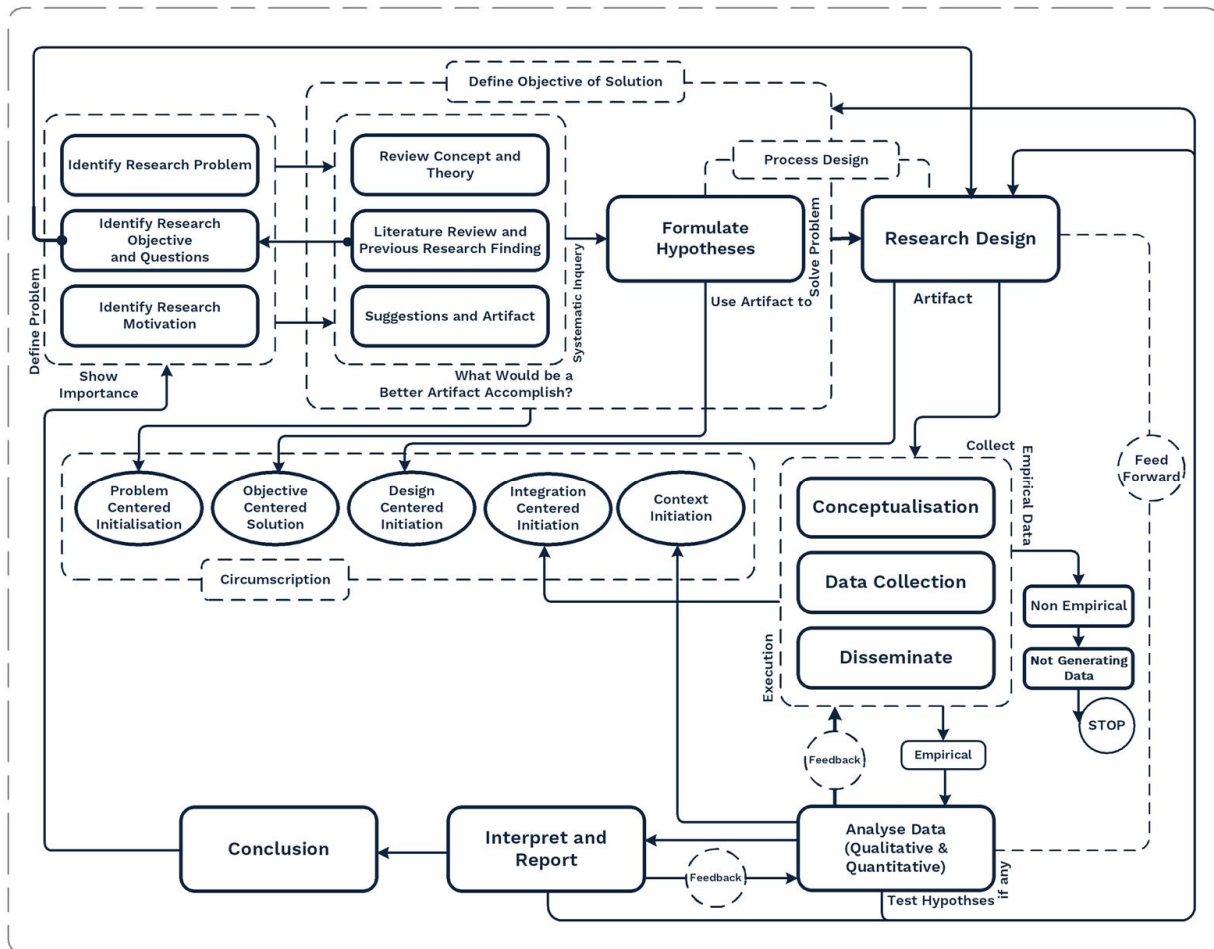 Define Objective of Solution
Identify Research Problem
Identify Research
Objective
and Questions
Identify Research
Motivation
Define Problem
Show
Importance
Review Concept and
Theory
Literature Review and
Previous Research Finding
Suggestions and Artifact
Systematic Inquery
What Would be a
Better Artifact Accomplish?
Process Design
Formulate
Hypotheses
Use Artifact to
Solve Problem
Research Design
Artifact
Problem
Centered
Initialisation
Objective
Centered
Solution
Design
Centered
Initiation
Integration
Centered
Initiation
Context
Initiation
Circumscription
Collect
Empirical Data
Conceptualisation
Data Collection
Disseminate
Execution
Feed
Forward
Non Empirical
Not Generating
Data
STOP
Feedback
Empirical
Conclusion
Interpret and
Report
Feedback
Analyse Data
(Qualitative &
Quantitative)
Test Hypothses
if any